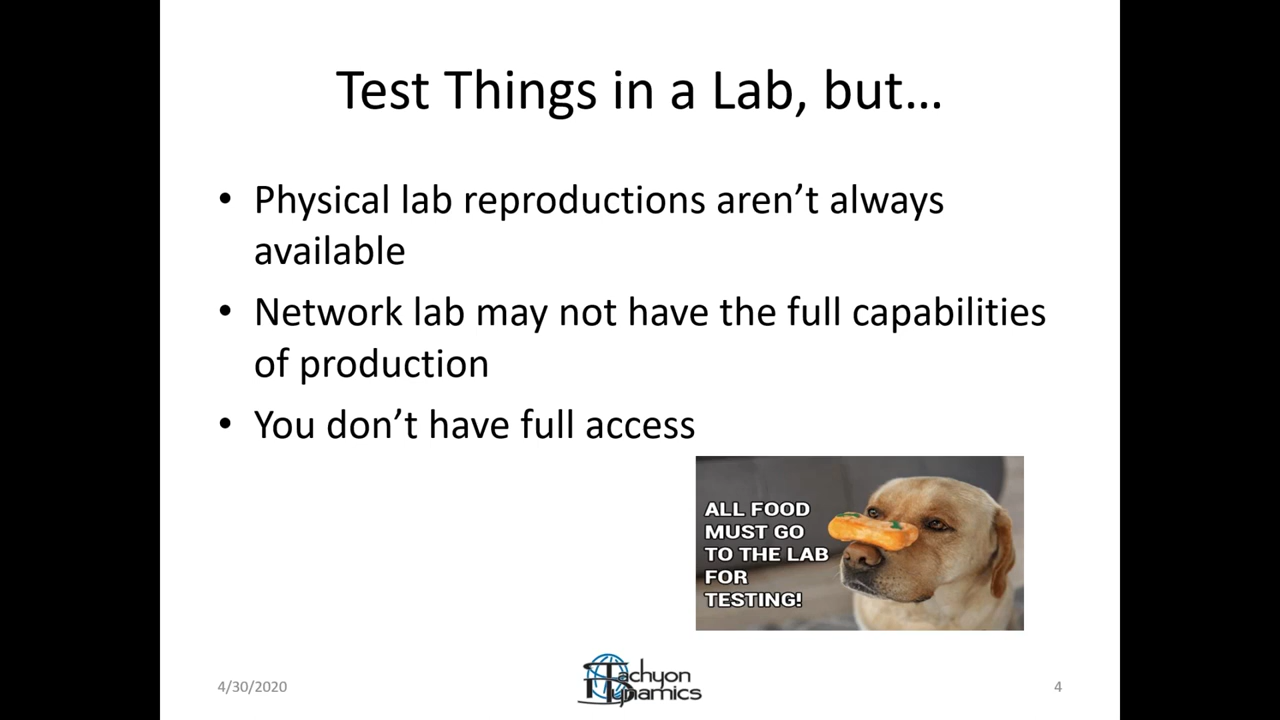 Test Things in a Lab, but…
• Physical lab reproductions aren’t always
available
• Network lab may not have the full capabilities
of production
• You don’t have full access
ALL FOOD
MUST GO
TO THE LAB
FOR
TESTING!
4/30/2020
Tachyon
Dynamics
4